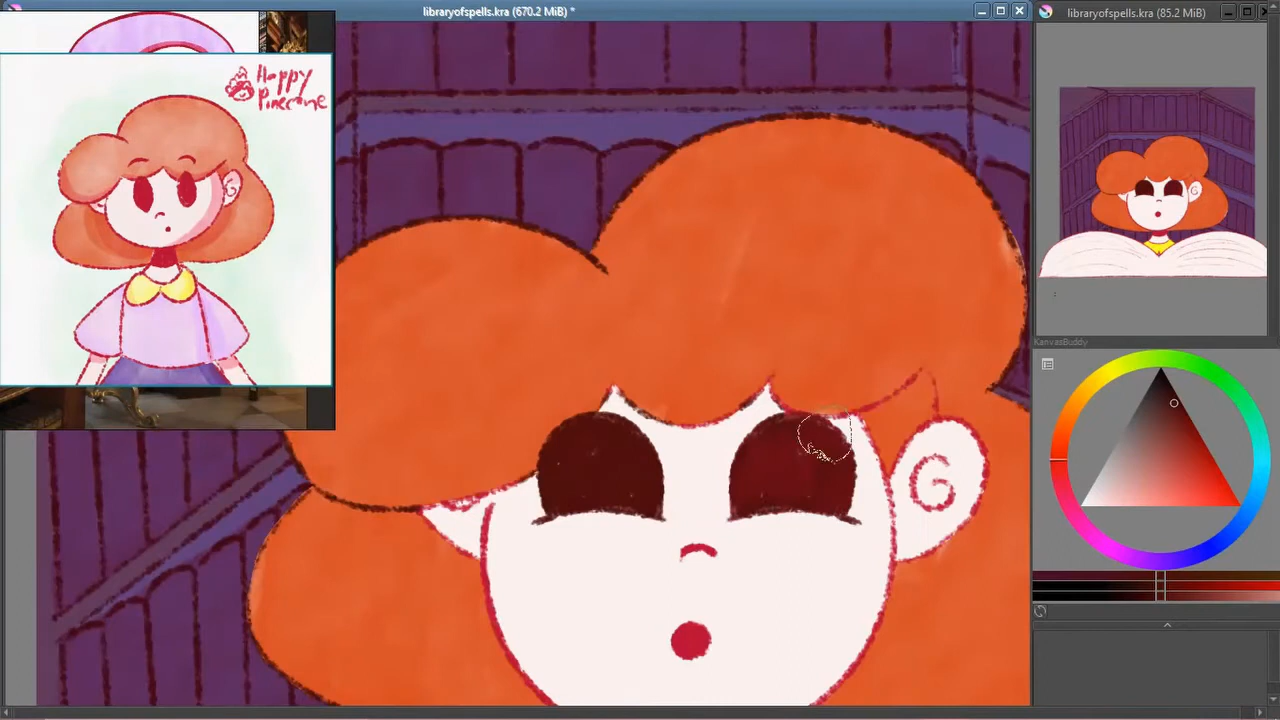 libraryofspells.kra (670.2 MiB) *
libraryofspells.kra (85.2 MiB)
Happy
Pinecone
KanvasBuddy